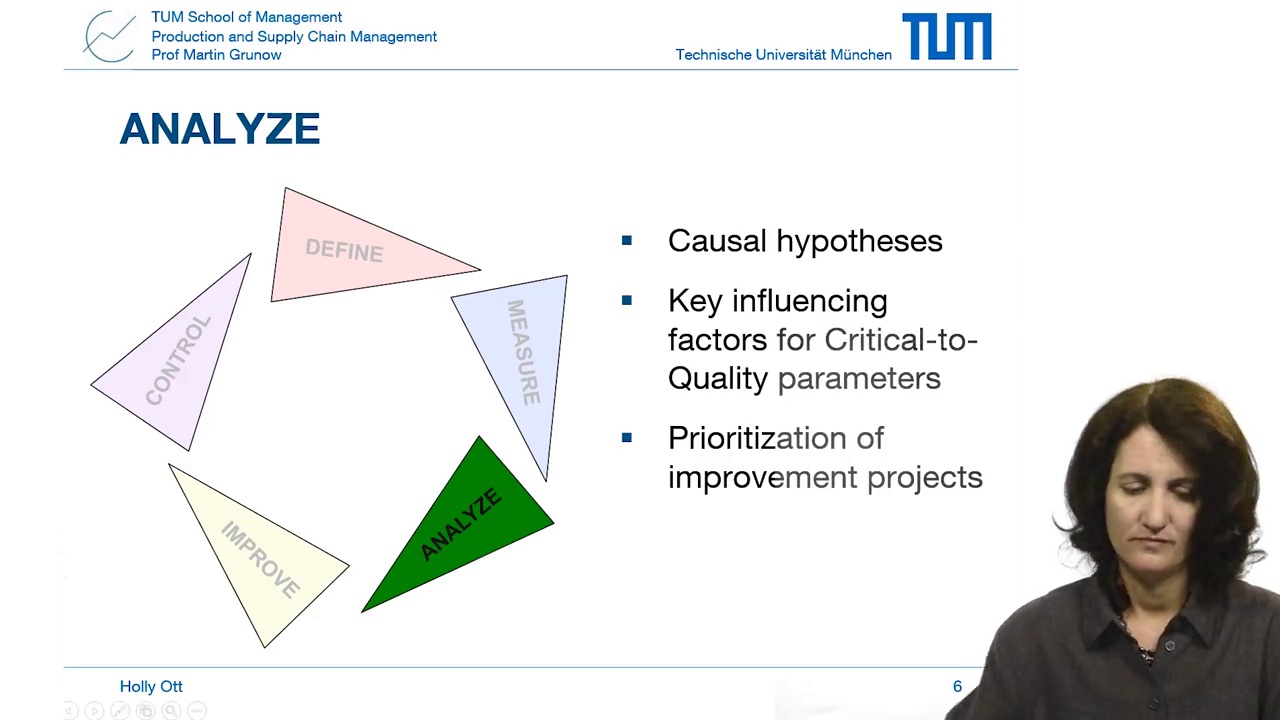 TUM School of Management
Production and Supply Chain Management
Prof Martin Grunow
Technische Universität München
TUM
ANALYZE
DEFINE
MEASURE
ANALYZE
IMPROVE
CONTROL
Causal hypotheses
Key influencing
factors for Critical-to-
Quality parameters
Prioritization of
improvement projects
Holly Ott
6